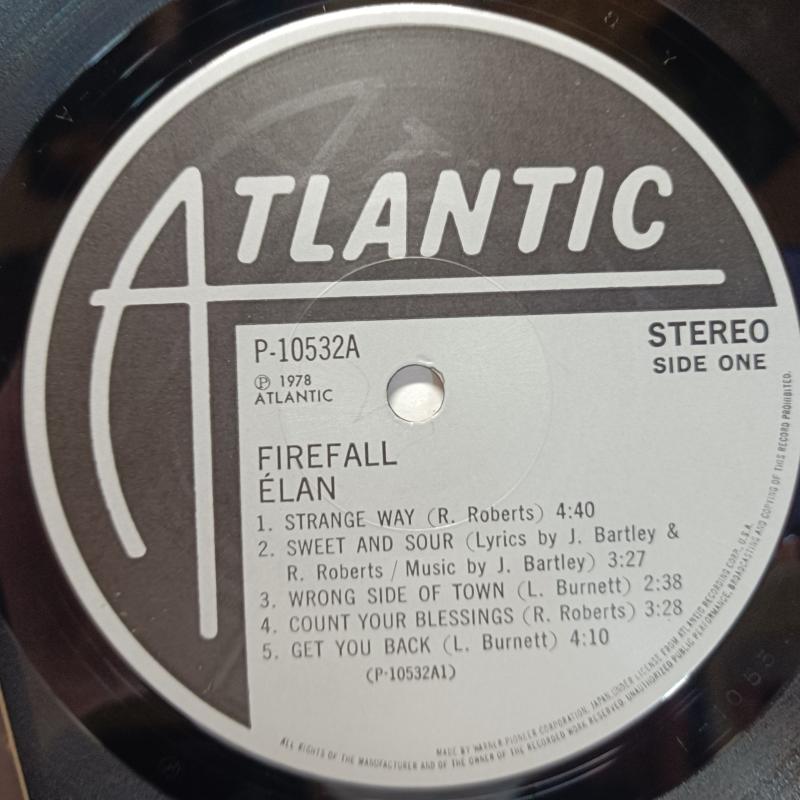 ATLANTIC
P-10532A
STEREO
SIDE ONE
℗ 1978
ATLANTIC
FIREFALL
ÉLAN
1. STRANGE WAY (R. Roberts) 4:40
2. SWEET AND SOUR (Lyrics by J. Bartley &
R. Roberts / Music by J. Bartley) 3:27
3. WRONG SIDE OF TOWN (L. Burnett) 2:38
4. COUNT YOUR BLESSINGS (R. Roberts) 3:28
5. GET YOU BACK (L. Burnett) 4:10
(P-10532A1)
MADE BY WARNER-PIONEER CORPORATION, JAPAN, UNDER LICENSE FROM ATLANTIC RECORDING CORP., U.S.A.
ALL RIGHTS OF THE MANUFACTURER AND OF THE OWNER OF THE RECORDED WORK RESERVED. UNAUTHORIZED PUBLIC PERFORMANCE, BROADCASTING AND COPYING OF THIS RECORD PROHIBITED.